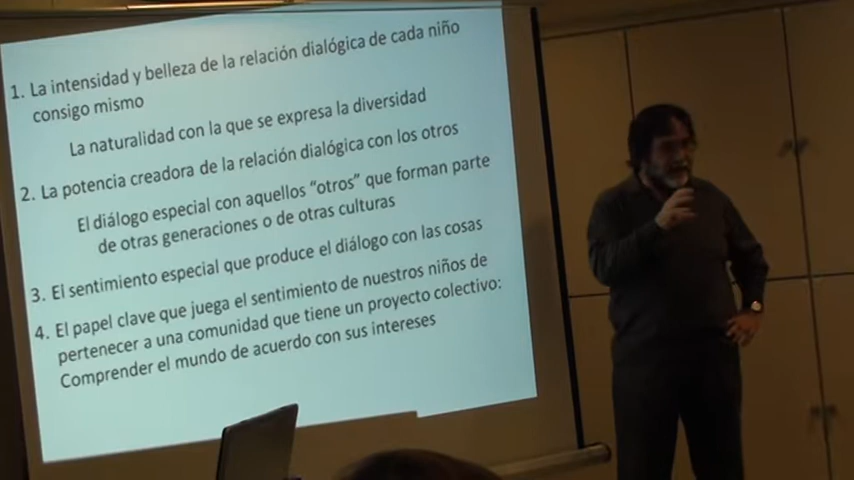 1. La intensidad y belleza de la relación dialógica de cada niño
consigo mismo
La naturalidad con la que se expresa la diversidad
2. La potencia creadora de la relación dialógica con los otros
El diálogo especial con aquellos “otros” que forman parte
de otras generaciones o de otras culturas
3. El sentimiento especial que produce el diálogo con las cosas
4. El papel clave que juega el sentimiento de nuestros niños de
pertenecer a una comunidad que tiene un proyecto colectivo:
Comprender el mundo de acuerdo con sus intereses